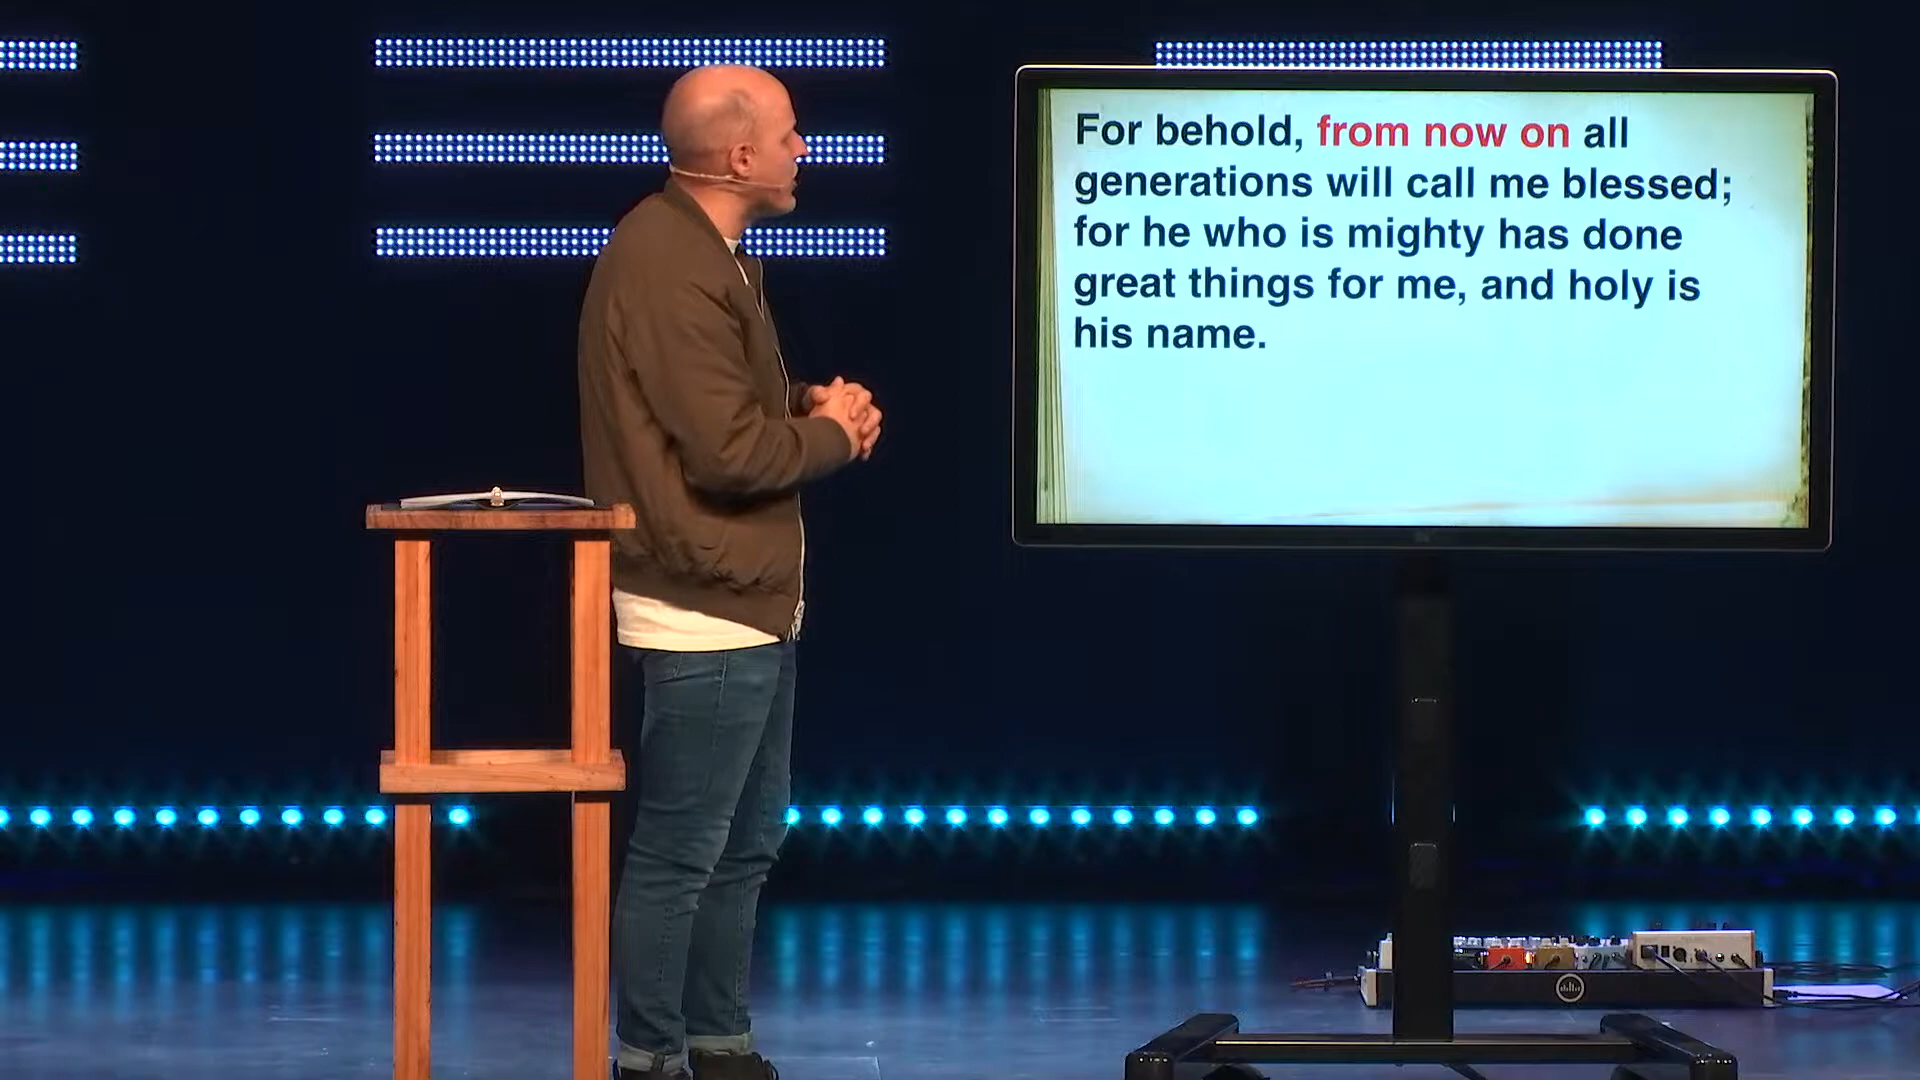 For behold, from now on all
generations will call me blessed;
for he who is mighty has done
great things for me, and holy is
his name.